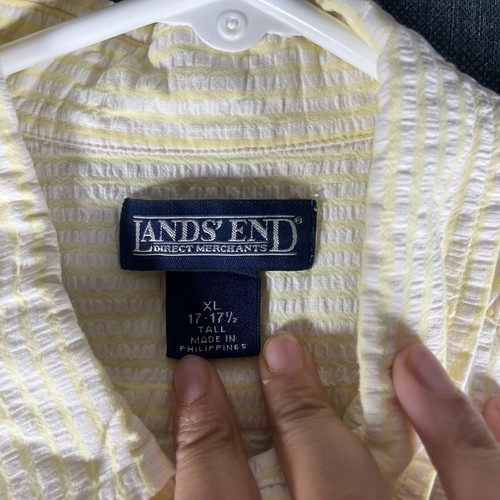 LANDS' END®
DIRECT MERCHANTS
XL
17-17½
TALL
MADE IN
PHILIPPINES